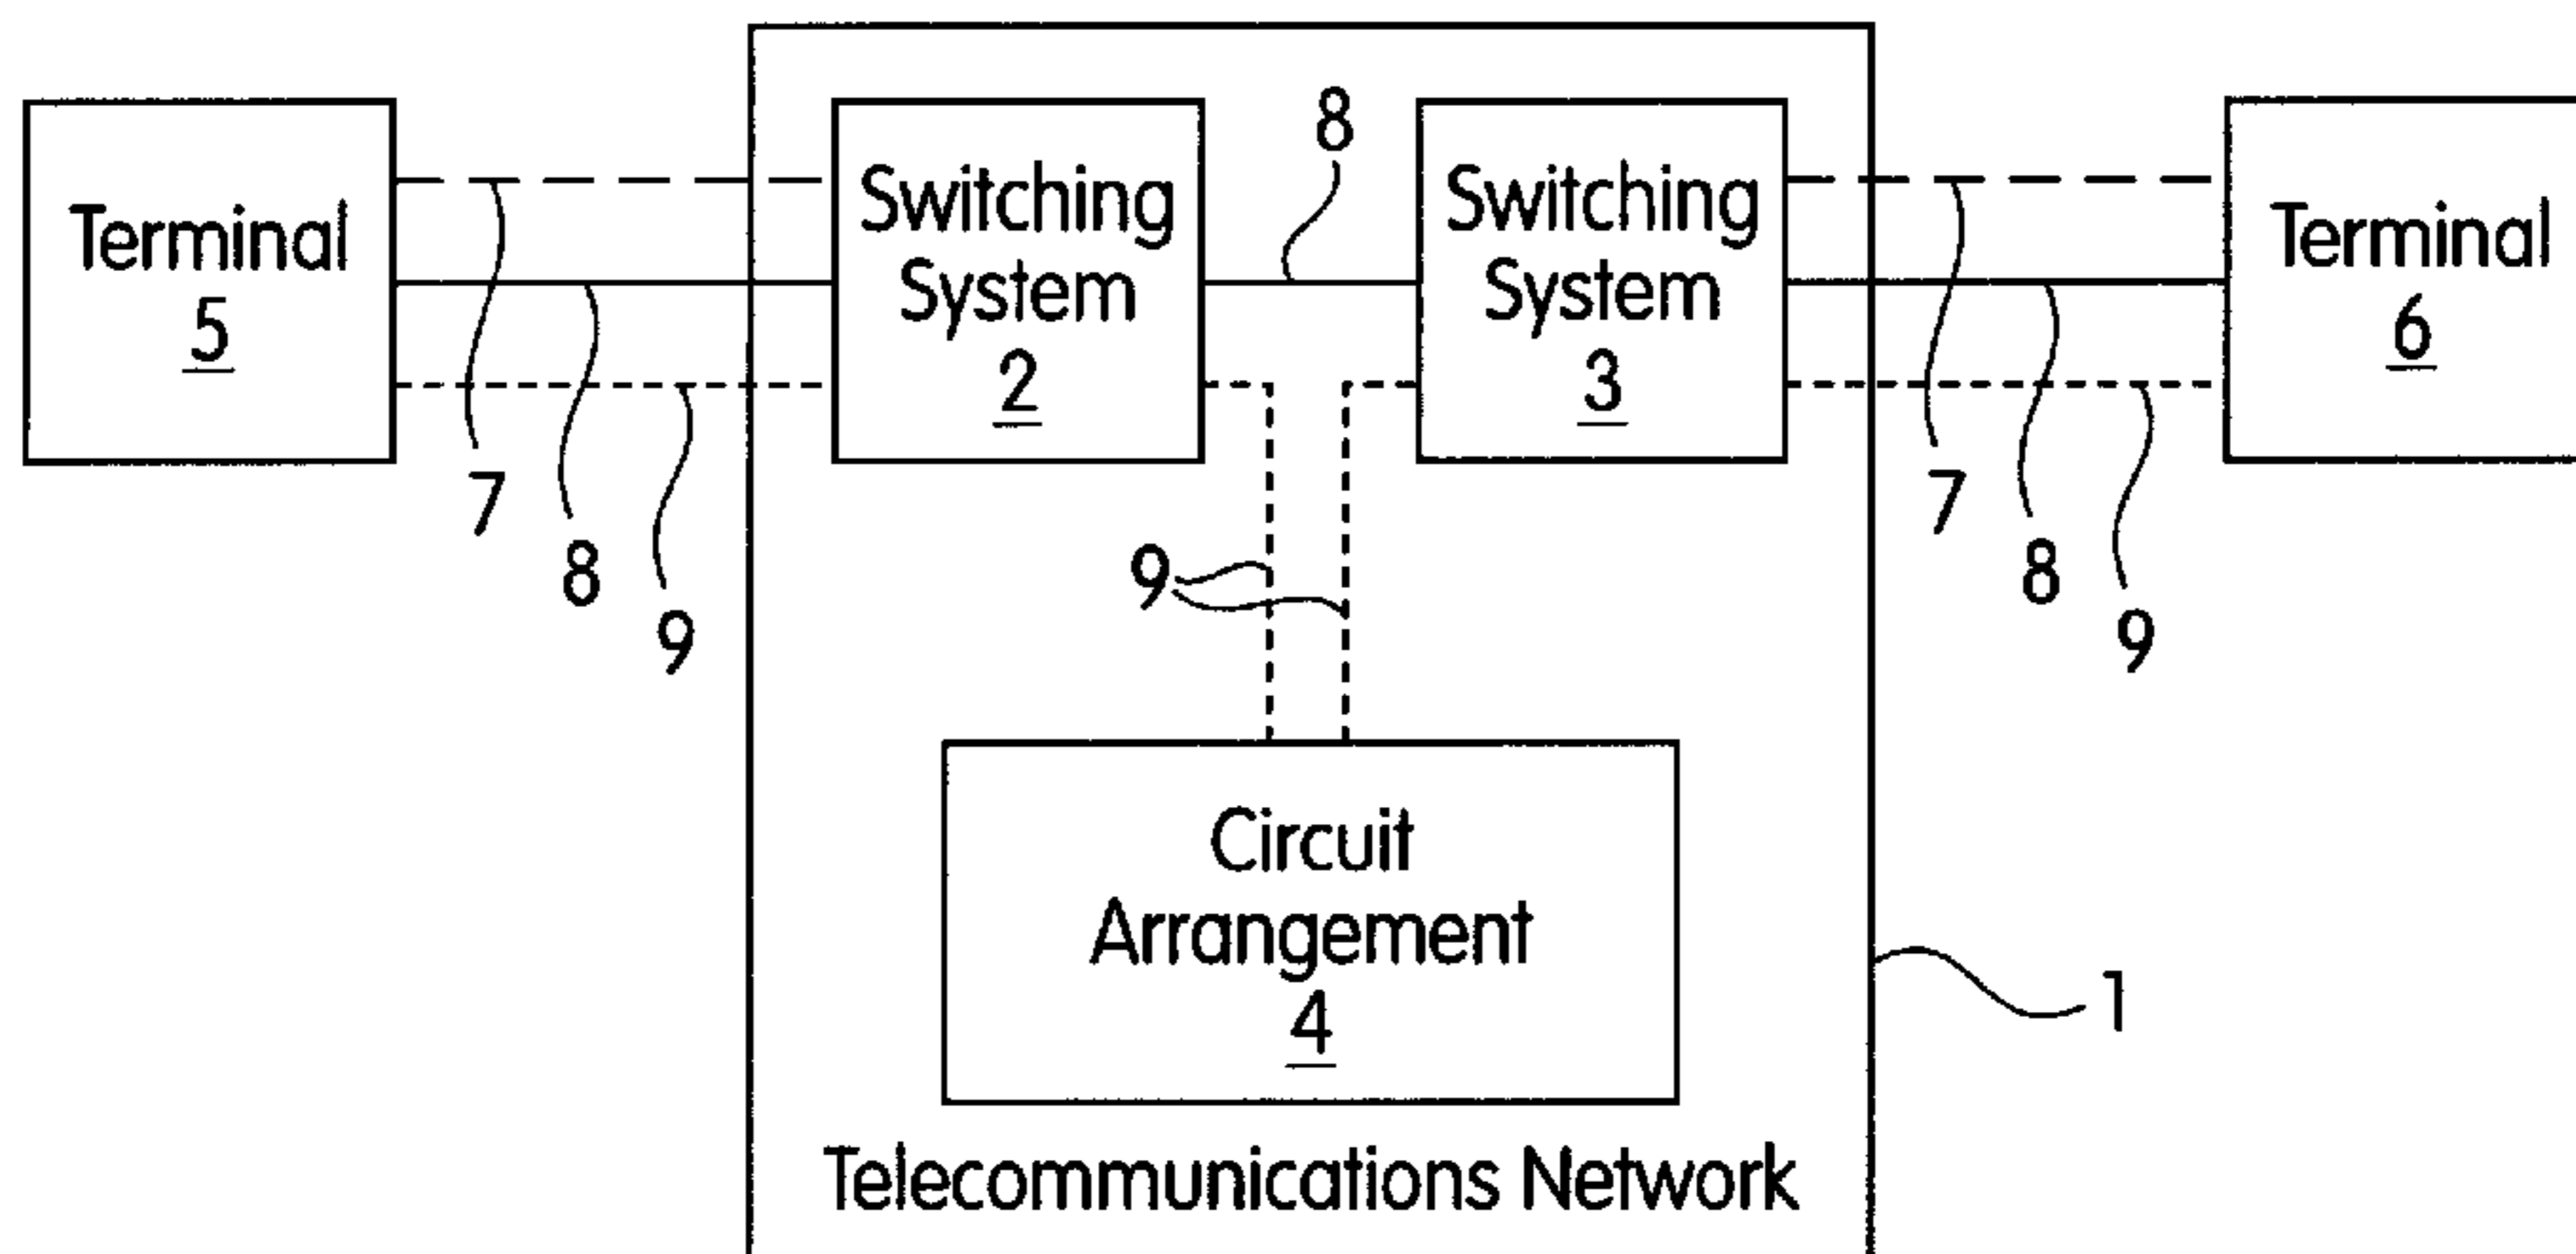 8
Terminal
5
Switching
System
2
Switching
System
3
Terminal
6
7
8
9
9
7
8
9
Circuit
Arrangement
4
1
Telecommunications Network